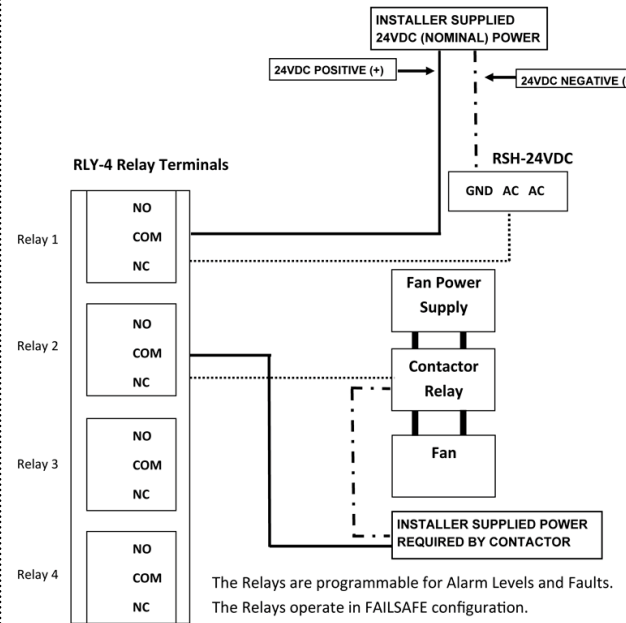 INSTALLER SUPPLIED
24VDC (NOMINAL) POWER
24VDC POSITIVE (+)
24VDC NEGATIVE (
RLY-4 Relay Terminals
RSH-24VDC
GND AC AC
Relay 1
NO
COM
NC
Fan Power
Supply
Relay 2
NO
COM
NC
Contactor
Relay
Fan
Relay 3
NO
COM
NC
INSTALLER SUPPLIED POWER
REQUIRED BY CONTACTOR
Relay 4
NO
COM
NC
The Relays are programmable for Alarm Levels and Faults.
The Relays operate in FAILSAFE configuration.